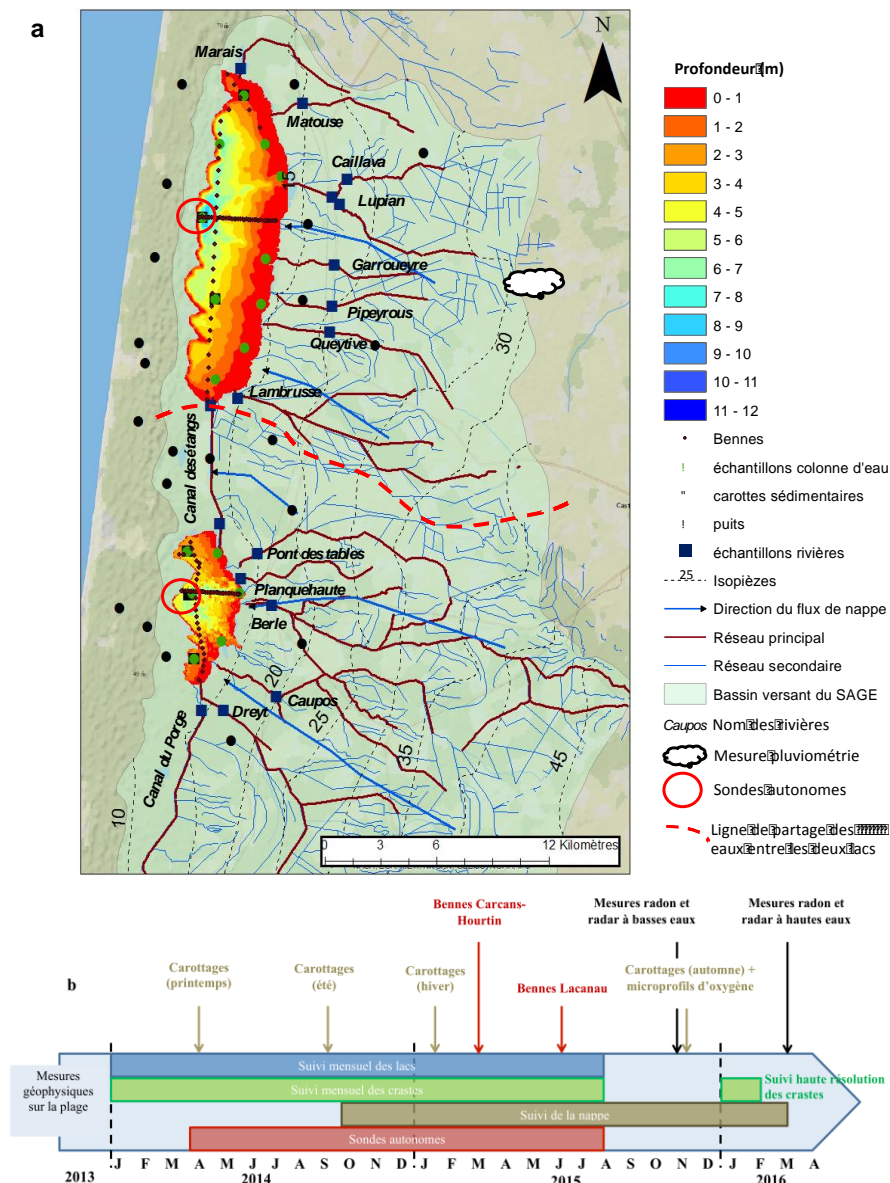 a
N
Marais
Matouse
Caillava
15
Lupian
Garroueyre
Pipeyrous
30
Queytive
Lambrusse
Canal des étangs
Pont des tables
Planquehaute
Berle
20
Caupos
25
Dreyt
35
45
Canal du Porge
10
0 3 6 12 Kilomètres
Profondeur (m)
0 - 1
1 - 2
2 - 3
3 - 4
4 - 5
5 - 6
6 - 7
7 - 8
8 - 9
9 - 10
10 - 11
11 - 12
Bennes
! échantillons colonne d'eau
" carottes sédimentaires
! puits
échantillons rivières
25 Isopièzes
Direction du flux de nappe
Réseau principal
Réseau secondaire
Bassin versant du SAGE
Caupos Nom des rivières
Mesure pluviométrie
Sondes autonomes
Ligne de partage des
eaux entre les deux lacs
b
Bennes Carcans-
Hourtin
Mesures radon et
radar à basses eaux
Mesures radon et
radar à hautes eaux
Carottages
(printemps)
Carottages
(été)
Carottages
(hiver)
Bennes Lacanau
Carottages (automne) +
microprofils d'oxygène
Mesures
géophysiques
sur la plage
Suivi mensuel des lacs
Suivi mensuel des crastes
Suivi haute résolution
des crastes
Suivi de la nappe
Sondes autonomes
J F M A M J J A S O N D J F M A M J J A S O N D J F M A
2013 2014 2015 2016